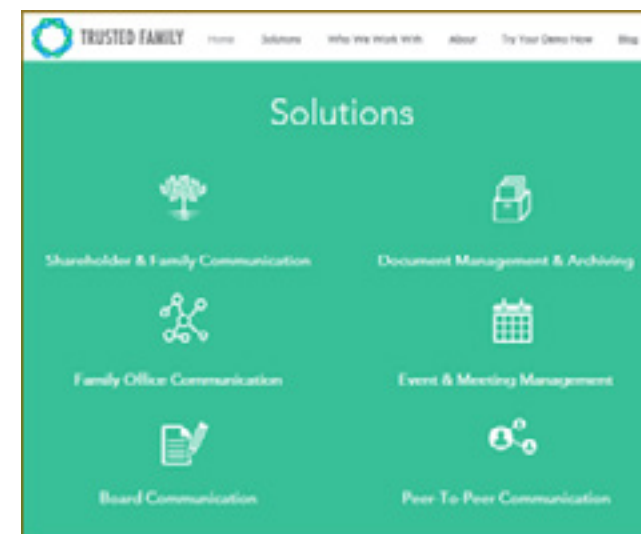 TRUSTED FAMILY Home Solutions Who We Work With About Try Your Demo Now Blog
Solutions
Shareholder & Family Communication Document Management & Archiving
Family Office Communication Event & Meeting Management
Board Communication Peer-To-Peer Communication